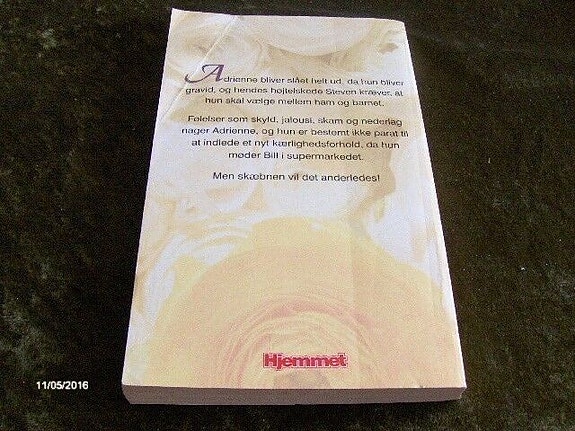 Adrienne bliver slået helt ud, da hun bliver
gravid, og hendes højtelskede Steven kræver, at
hun skal vælge mellem ham og barnet.
Følelser som skyld, jalousi, skam og nederlag
nager Adrienne, og hun er bestemt ikke parat til
at indlede et nyt kærlighedsforhold, da hun
møder Bill i supermarkedet.
Men skæbnen vil det anderledes!
Hjemmet
11/05/2016